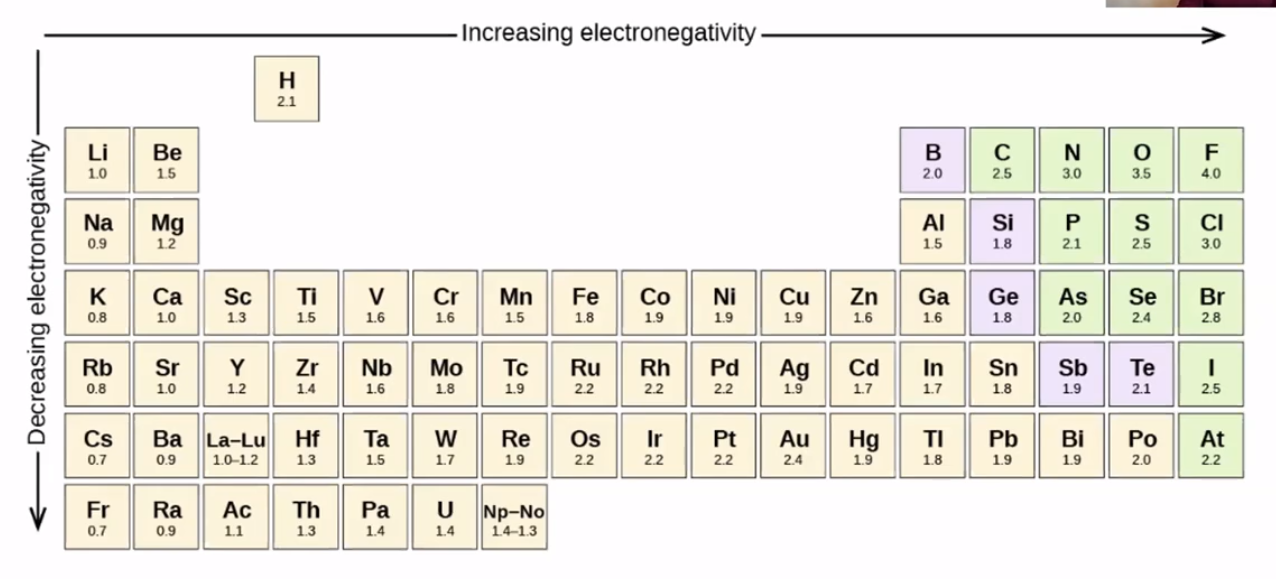 Increasing electronegativity
Decreasing electronegativity
H
2.1
Li Be B C N O F
1.0 1.5 2.0 2.5 3.0 3.5 4.0
Na Mg Al Si P S Cl
0.9 1.2 1.5 1.8 2.1 2.5 3.0
K Ca Sc Ti V Cr Mn Fe Co Ni Cu Zn Ga Ge As Se Br
0.8 1.0 1.3 1.5 1.6 1.6 1.5 1.8 1.9 1.9 1.9 1.6 1.6 1.8 2.0 2.4 2.8
Rb Sr Y Zr Nb Mo Tc Ru Rh Pd Ag Cd In Sn Sb Te I
0.8 1.0 1.2 1.4 1.6 1.8 1.9 2.2 2.2 2.2 1.9 1.7 1.7 1.8 1.9 2.1 2.5
Cs Ba La–Lu Hf Ta W Re Os Ir Pt Au Hg Tl Pb Bi Po At
0.7 0.9 1.0–1.2 1.3 1.5 1.7 1.9 2.2 2.2 2.2 2.4 1.9 1.8 1.9 1.9 2.0 2.2
Fr Ra Ac Th Pa U Np–No
0.7 0.9 1.1 1.3 1.4 1.4 1.4–1.3